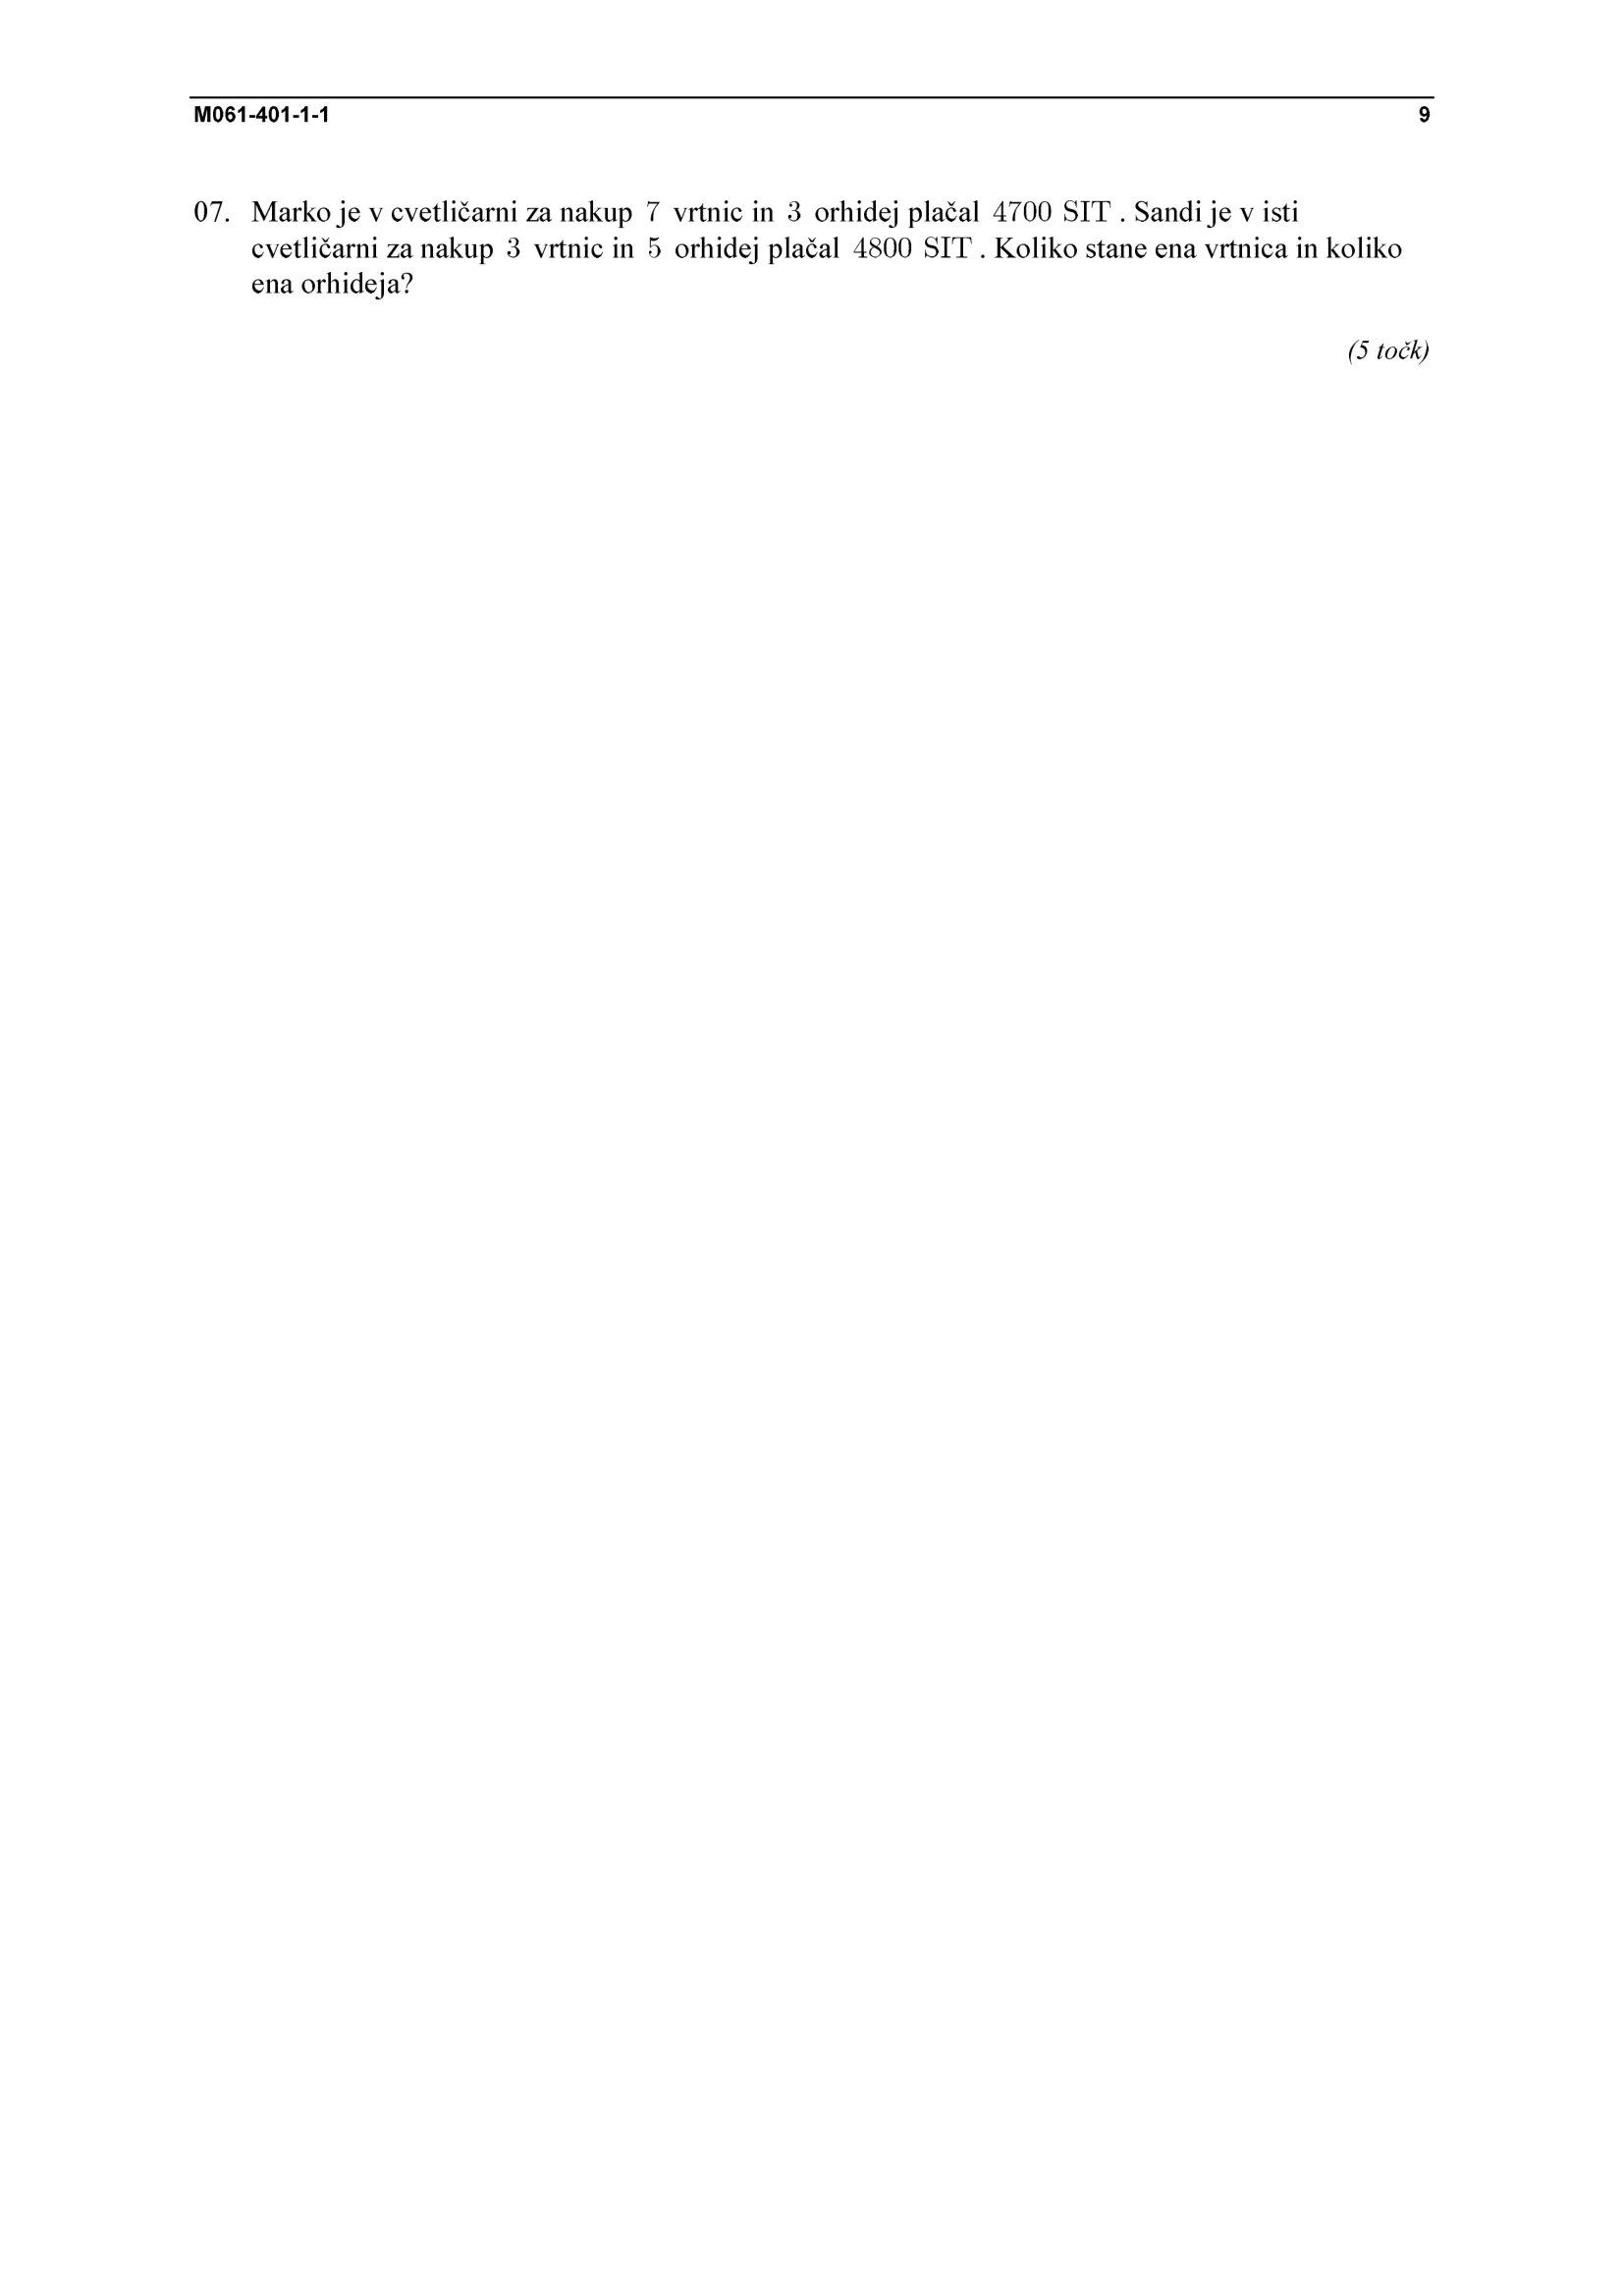 M061-401-1-1 9
07. Marko je v cvetličarni za nakup 7 vrtnic in 3 orhidej plačal 4700 SIT . Sandi je v isti
cvetličarni za nakup 3 vrtnic in 5 orhidej plačal 4800 SIT . Koliko stane ena vrtnica in koliko
ena orhideja?
(5 točk)